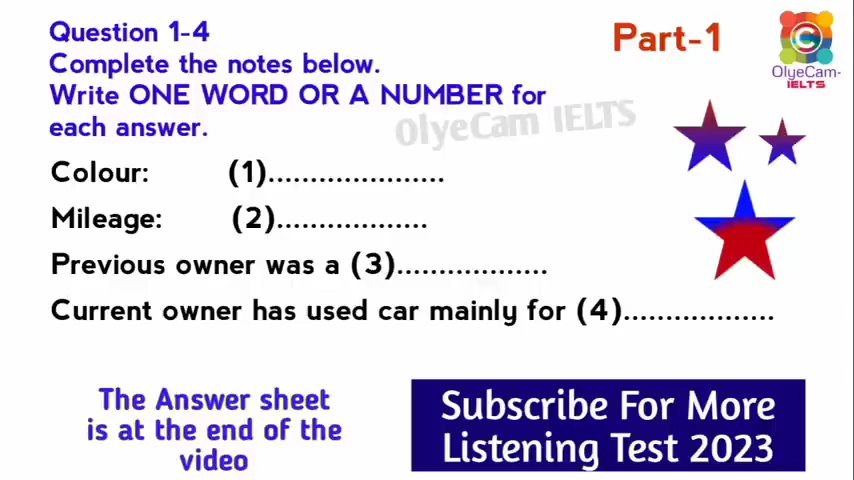 Question 1-4
Part-1
Complete the notes below.
Write ONE WORD OR A NUMBER for
each answer.
OlyeCam-
IELTS
OlyeCam IELTS
Colour: (1).....................
Mileage: (2)..................
Previous owner was a (3)..................
Current owner has used car mainly for (4)..................
The Answer sheet
is at the end of the
video
Subscribe For More
Listening Test 2023